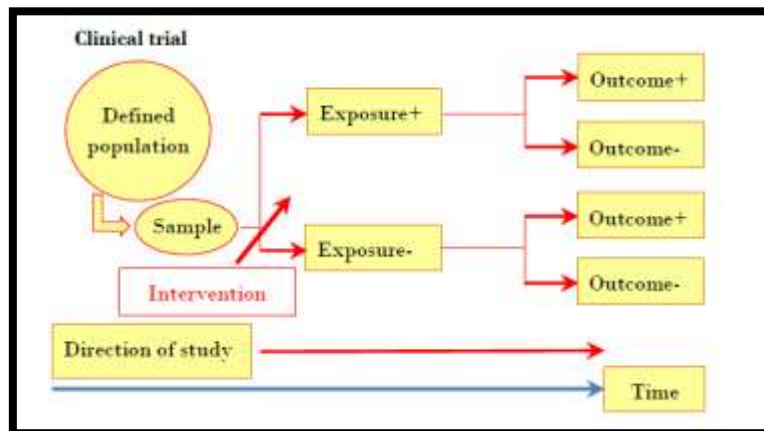 Clinical trial
Defined
population
Sample
Intervention
Exposure+
Exposure-
Outcome+
Outcome-
Outcome+
Outcome-
Direction of study
Time